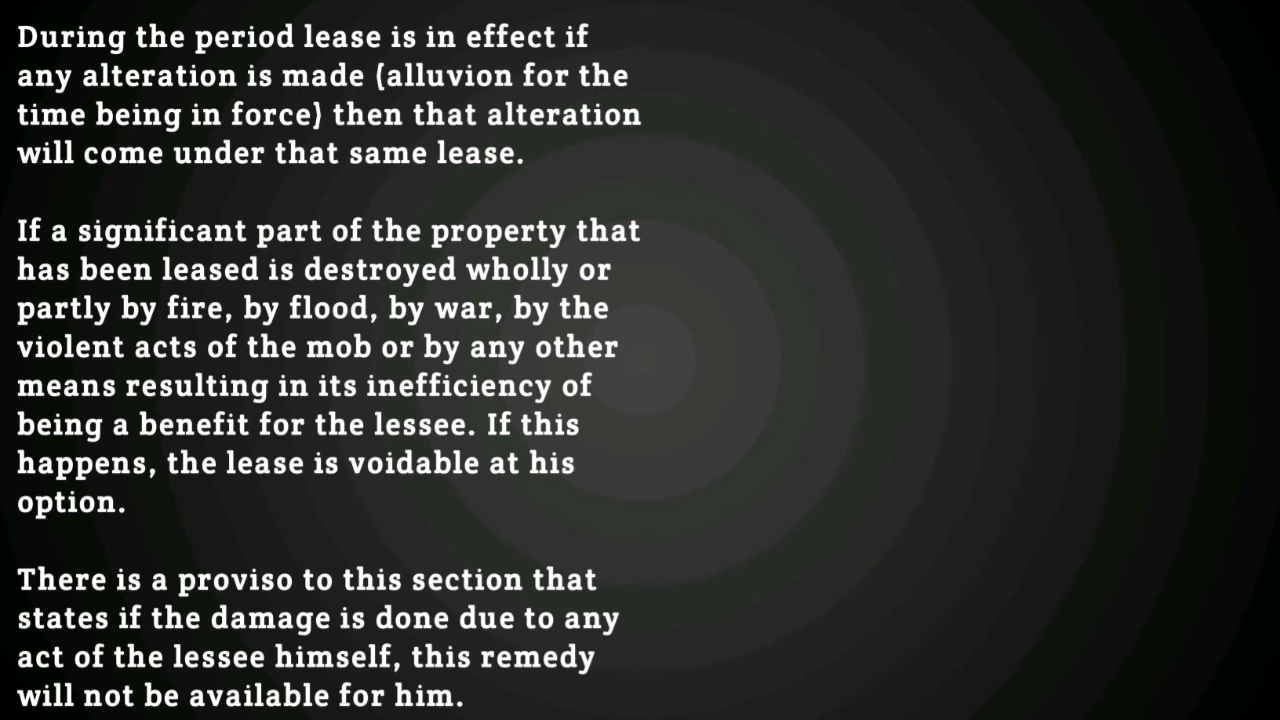 During the period lease is in effect if
any alteration is made (alluvion for the
time being in force) then that alteration
will come under that same lease.
If a significant part of the property that
has been leased is destroyed wholly or
partly by fire, by flood, by war, by the
violent acts of the mob or by any other
means resulting in its inefficiency of
being a benefit for the lessee. If this
happens, the lease is voidable at his
option.
There is a proviso to this section that
states if the damage is done due to any
act of the lessee himself, this remedy
will not be available for him.